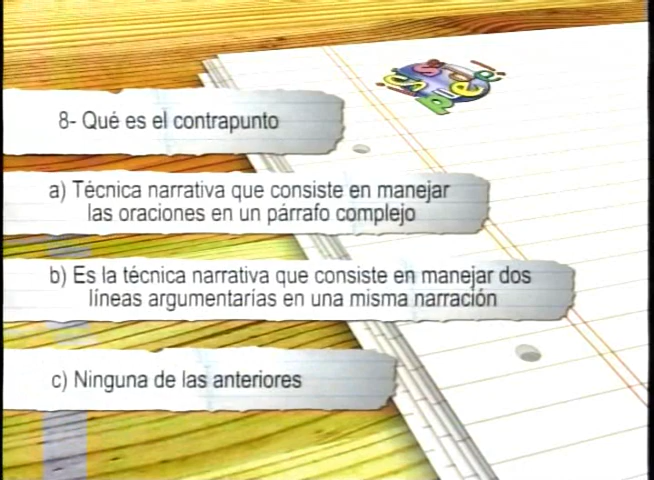 8- Qué es el contrapunto
a) Técnica narrativa que consiste en manejar
las oraciones en un párrafo complejo
b) Es la técnica narrativa que consiste en manejar dos
líneas argumentarías en una misma narración
c) Ninguna de las anteriores